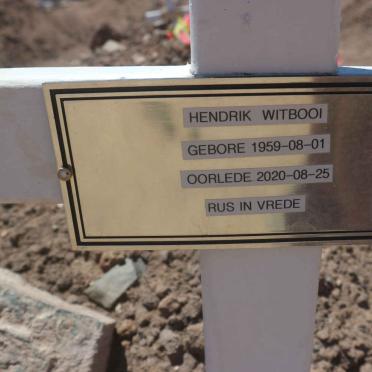 HENDRIK WITBOOI
GEBORE 1959-08-01
OORLEDE 2020-08-25
RUS IN VREDE